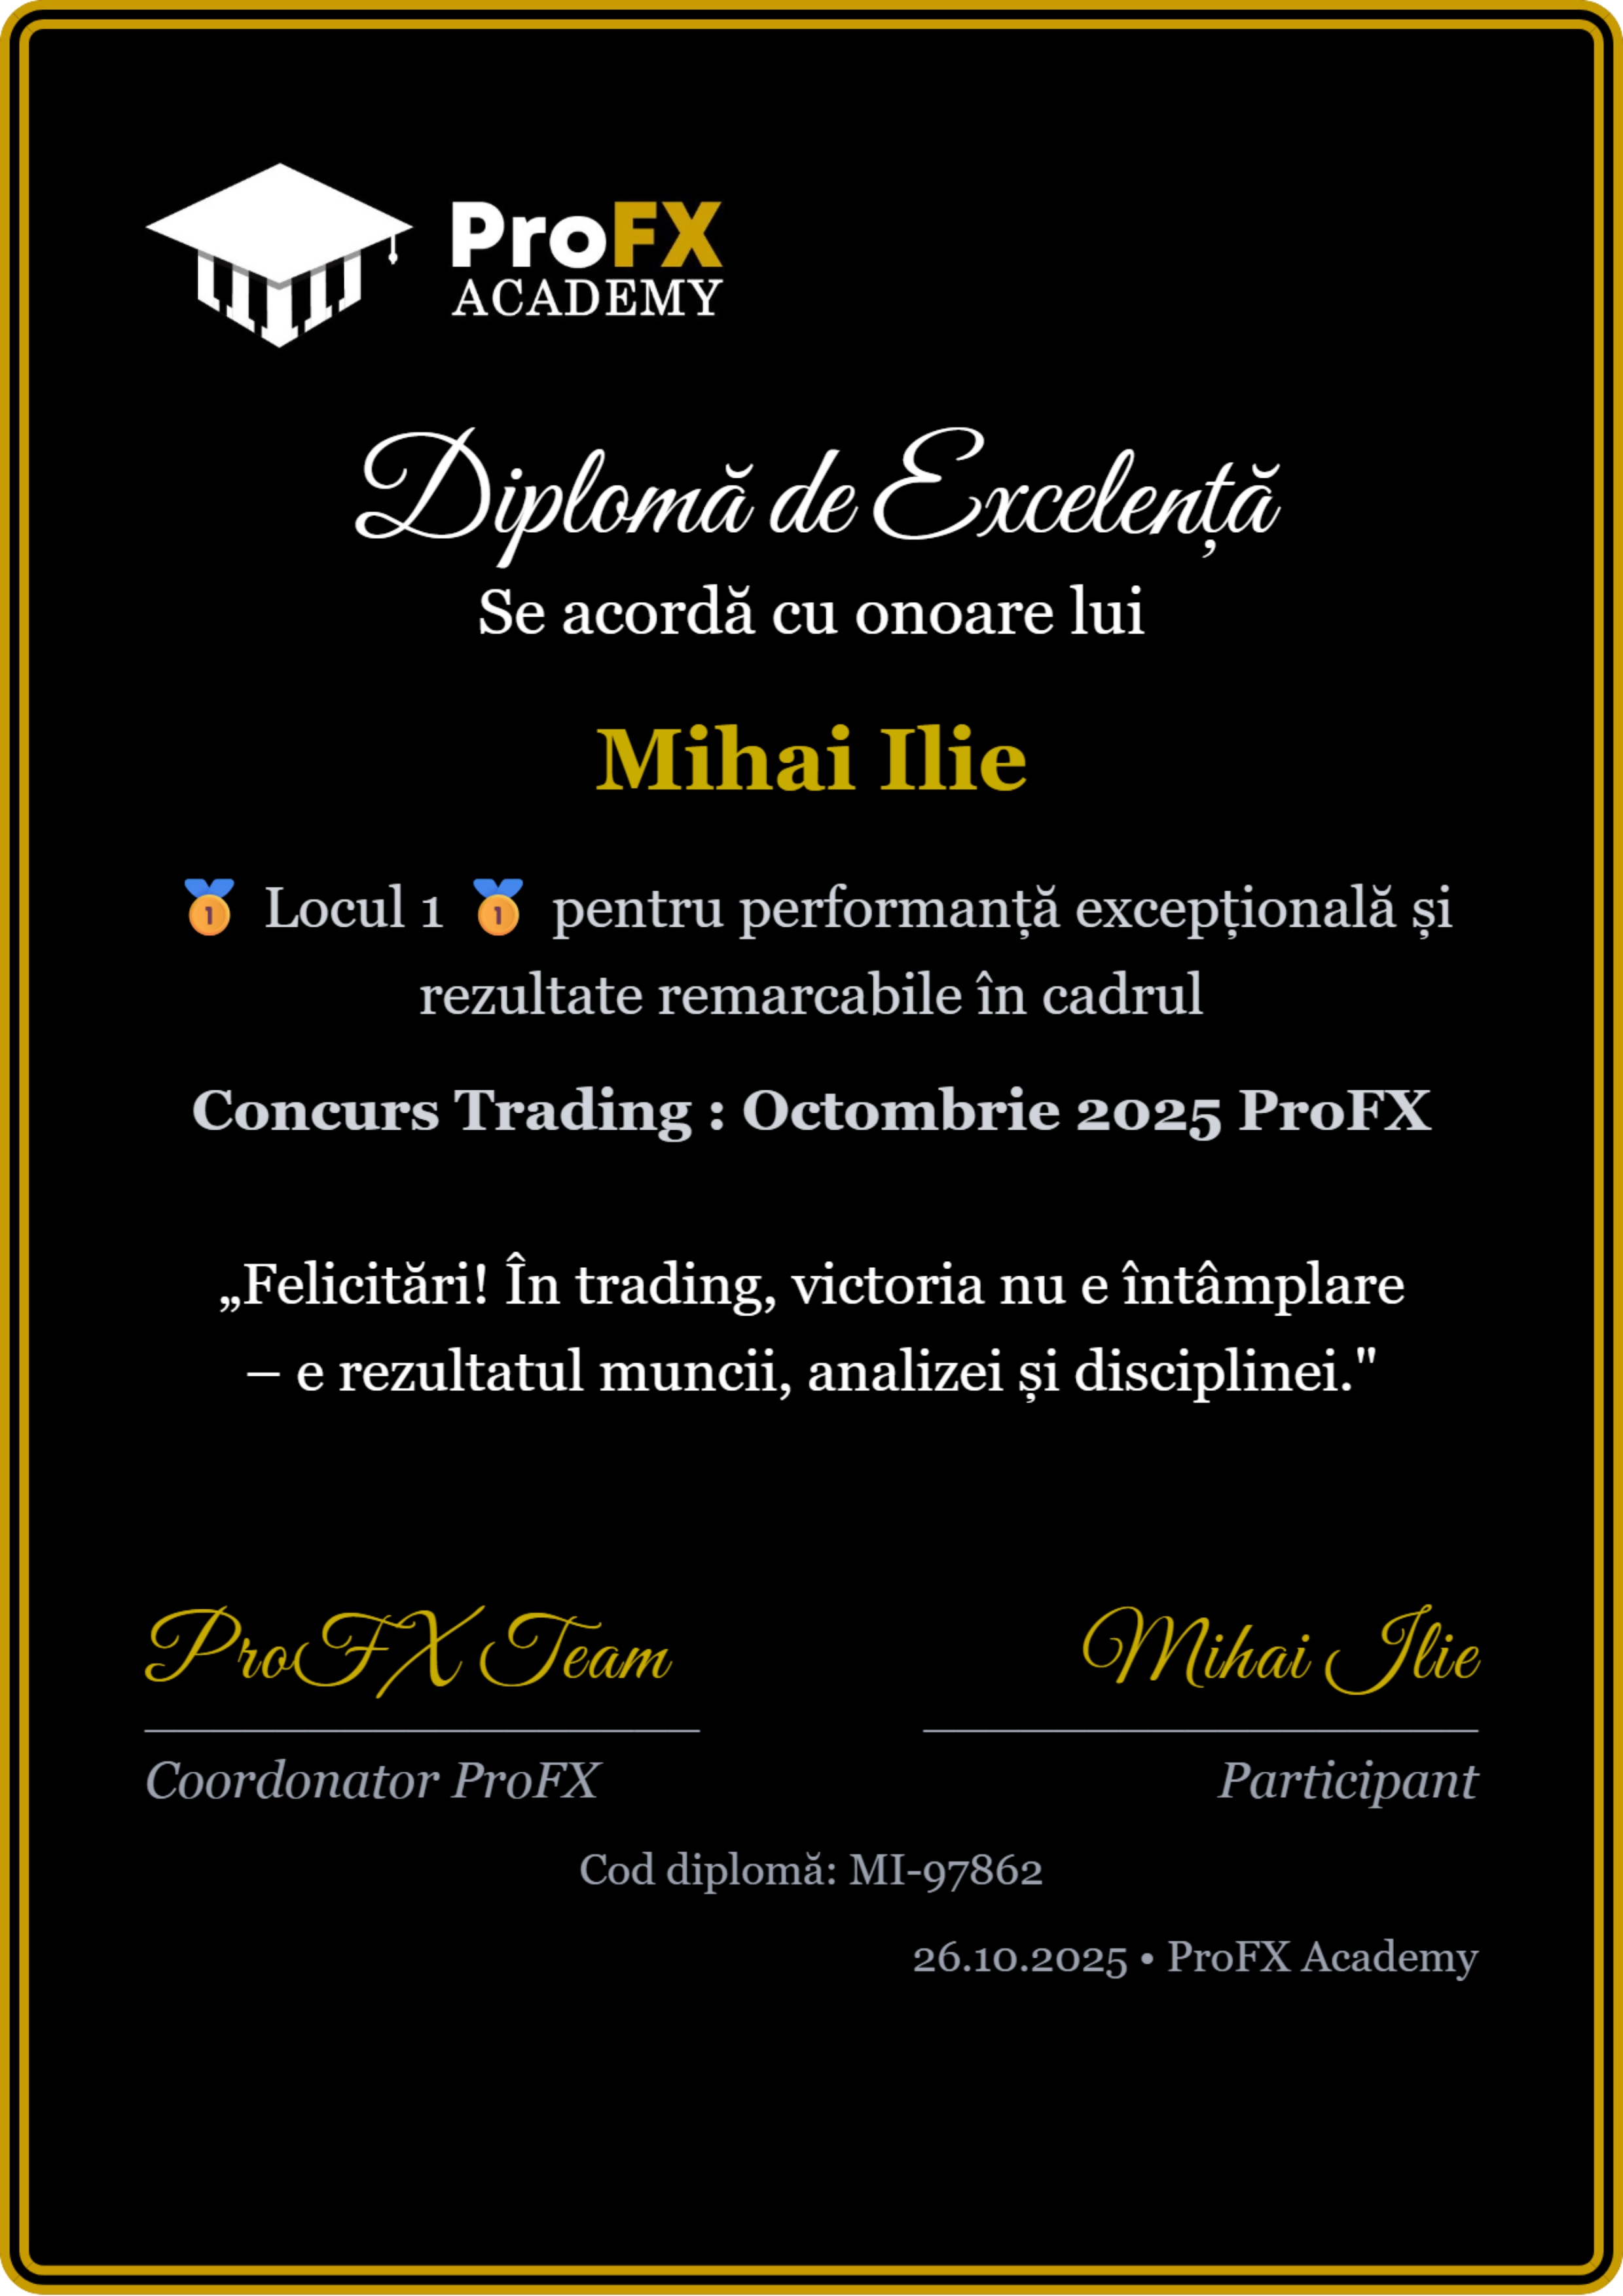 ProFX
ACADEMY
Diplomă de Excelență
Se acordă cu onoare lui
Mihai Ilie
🥇 Locul 1 🥇 pentru performanță excepțională și
rezultate remarcabile în cadrul
Concurs Trading : Octombrie 2025 ProFX
„Felicitări! În trading, victoria nu e întâmplare
– e rezultatul muncii, analizei și disciplinei."
ProFX Team
Mihai Ilie
Coordonator ProFX
Participant
Cod diplomă: MI-97862
26.10.2025 • ProFX Academy